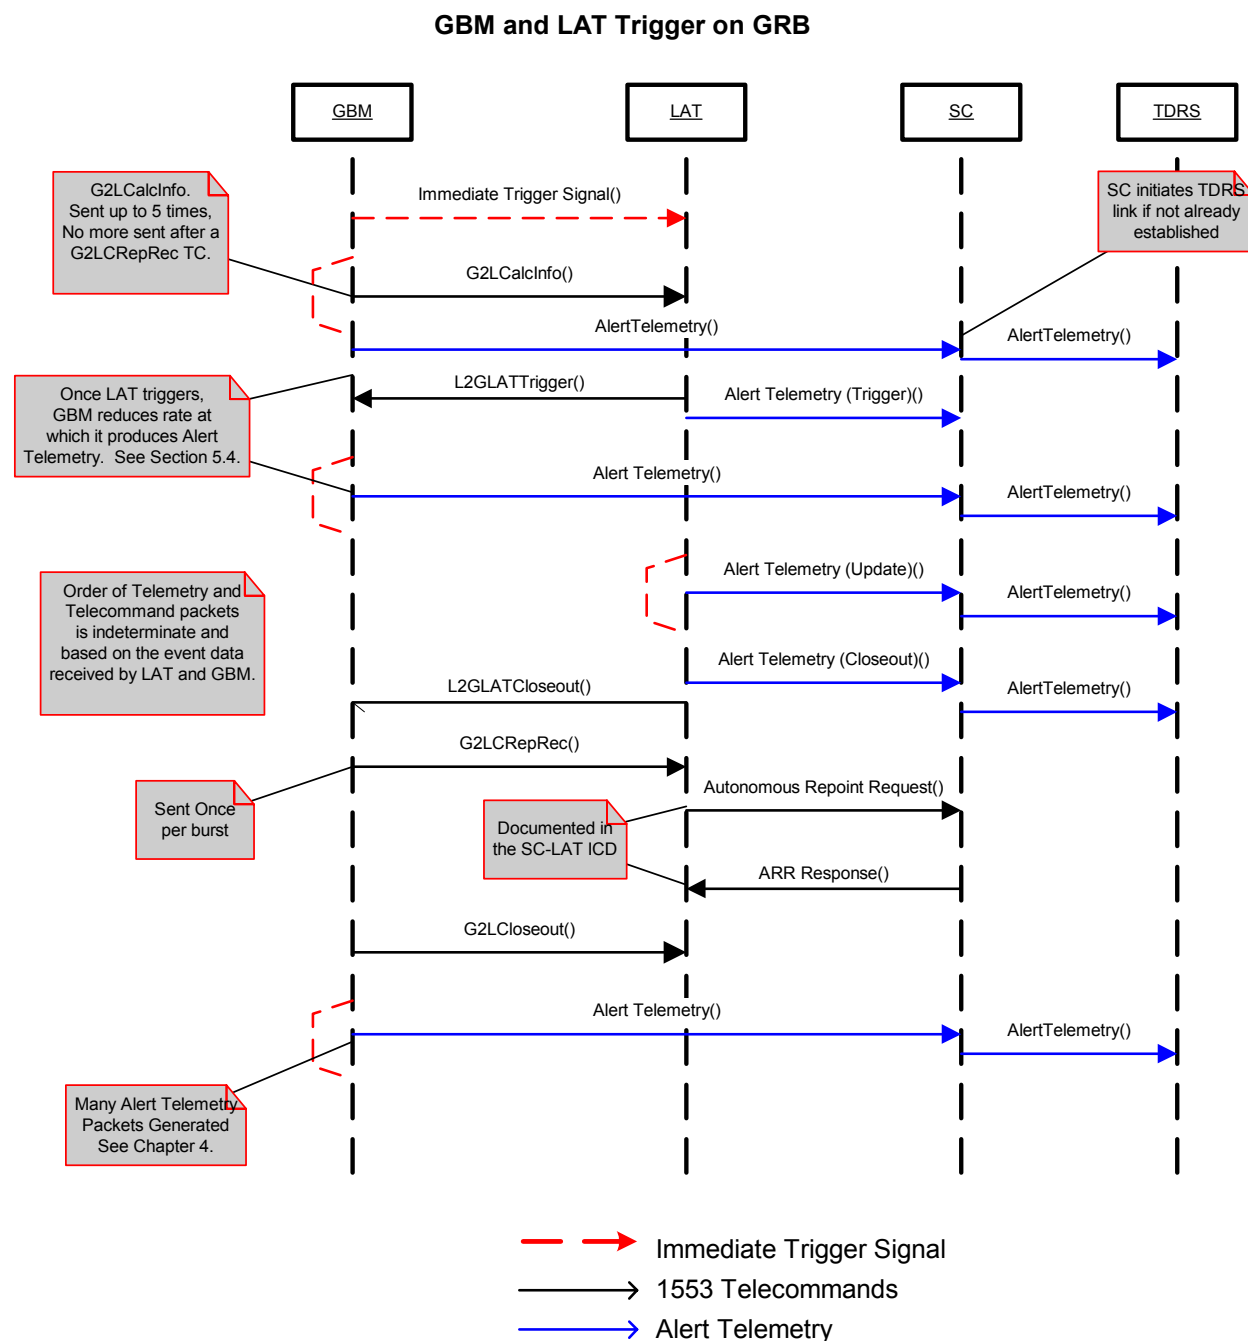 GBM and LAT Trigger on GRB
GBM
LAT
SC
TDRS
G2LCalcInfo.
Sent up to 5 times,
No more sent after a
G2LCRepRec TC.
Immediate Trigger Signal()
SC initiates TDRS
link if not already
established
G2LCalcInfo()
AlertTelemetry()
AlertTelemetry()
Once LAT triggers,
GBM reduces rate at
which it produces Alert
Telemetry. See Section 5.4.
L2GLATTrigger()
Alert Telemetry (Trigger)()
Alert Telemetry()
AlertTelemetry()
Order of Telemetry and
Telecommand packets
is indeterminate and
based on the event data
received by LAT and GBM.
Alert Telemetry (Update)()
AlertTelemetry()
Alert Telemetry (Closeout)()
L2GLATCloseout()
AlertTelemetry()
G2LCRepRec()
Sent Once
per burst
Autonomous Repoint Request()
Documented in
the SC-LAT ICD
ARR Response()
G2LCloseout()
Alert Telemetry()
AlertTelemetry()
Many Alert Telemetry
Packets Generated
See Chapter 4.
Immediate Trigger Signal
1553 Telecommands
Alert Telemetry